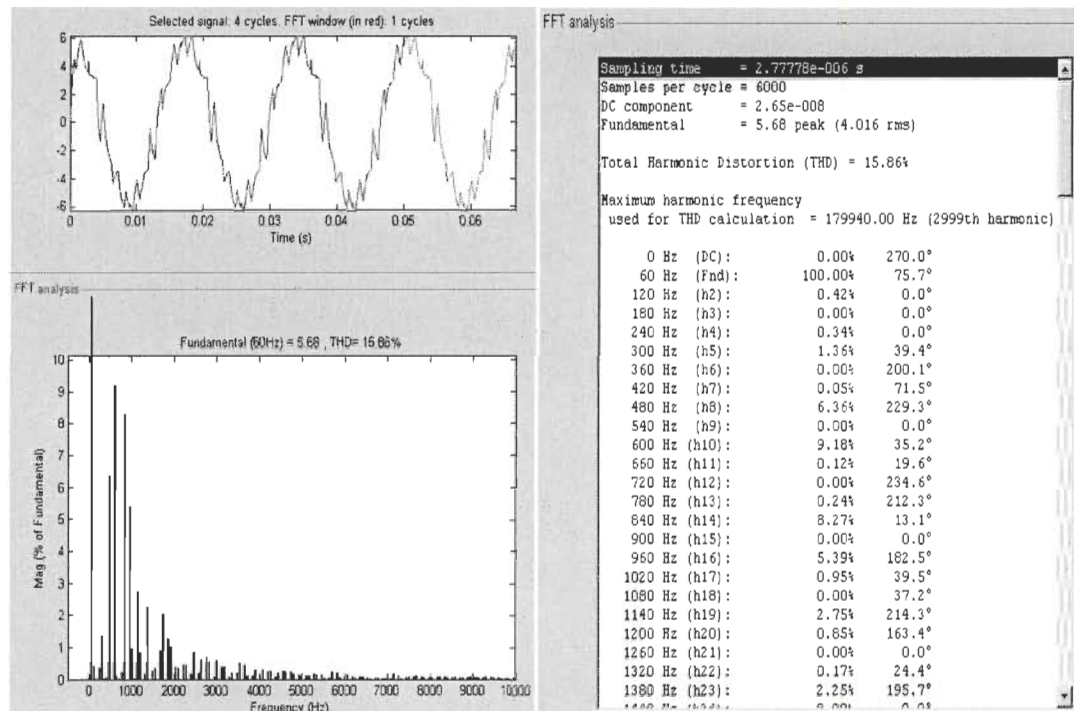 Selected signal: 4 cycles. FFT window (in red): 1 cycles
6
4
2
0
-2
-4
-6
0
0.01
0.02
0.03
0.04
0.05
0.06
Time (s)
FFT analysis
Fundamental (60Hz) = 5.68 , THD= 15.86%
10
9
8
7
6
5
4
3
2
1
0
Mag (% of Fundamental)
0
1000
2000
3000
4000
5000
6000
7000
8000
9000
10000
Frequency (Hz)
FFT analysis
Sampling time = 2.77778e-006 s
Samples per cycle = 6000
DC component = 2.65e-008
Fundamental = 5.68 peak (4.016 rms)
Total Harmonic Distortion (THD) = 15.86%
Maximum harmonic frequency
used for THD calculation = 179940.00 Hz (2999th harmonic)
0 Hz (DC): 0.00% 270.0°
60 Hz (Fnd): 100.00% 75.7°
120 Hz (h2): 0.42% 0.0°
180 Hz (h3): 0.00% 0.0°
240 Hz (h4): 0.34% 0.0°
300 Hz (h5): 1.36% 39.4°
360 Hz (h6): 0.00% 200.1°
420 Hz (h7): 0.05% 71.5°
480 Hz (h8): 6.36% 229.3°
540 Hz (h9): 0.00% 0.0°
600 Hz (h10): 9.18% 35.2°
660 Hz (h11): 0.12% 19.6°
720 Hz (h12): 0.00% 234.6°
780 Hz (h13): 0.24% 212.3°
840 Hz (h14): 8.27% 13.1°
900 Hz (h15): 0.00% 0.0°
960 Hz (h16): 5.39% 182.5°
1020 Hz (h17): 0.95% 39.5°
1080 Hz (h18): 0.00% 37.2°
1140 Hz (h19): 2.75% 214.3°
1200 Hz (h20): 0.85% 163.4°
1260 Hz (h21): 0.00% 0.0°
1320 Hz (h22): 0.17% 24.4°
1380 Hz (h23): 2.25% 195.7°